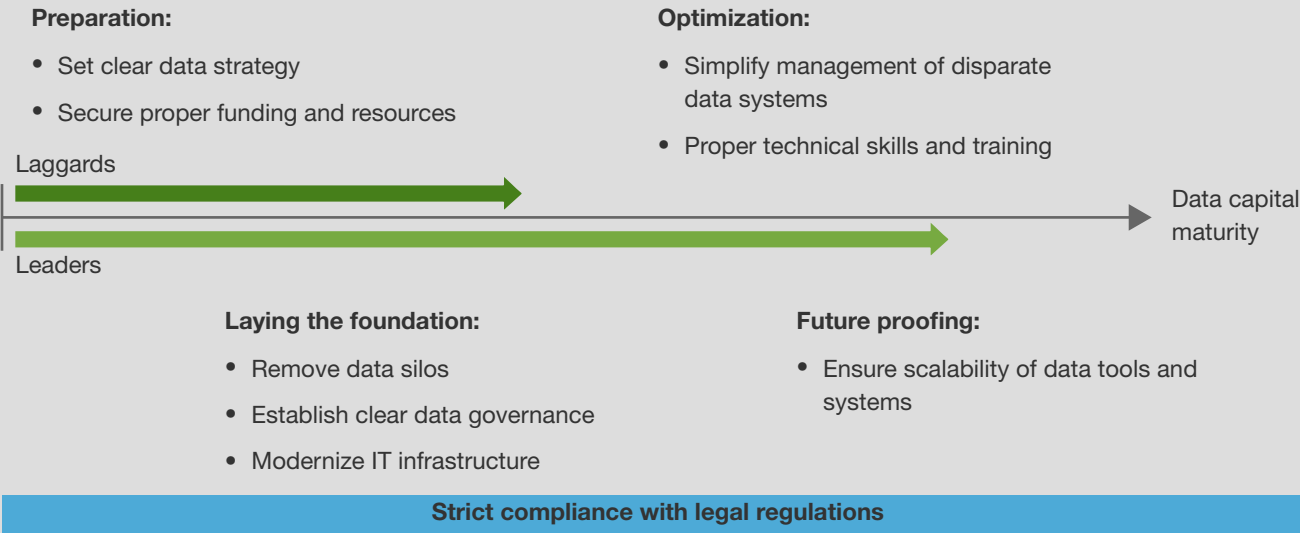 Preparation:
• Set clear data strategy
• Secure proper funding and resources
Optimization:
• Simplify management of disparate
data systems
• Proper technical skills and training
Laggards
Data capital
maturity
Leaders
Laying the foundation:
• Remove data silos
• Establish clear data governance
• Modernize IT infrastructure
Future proofing:
• Ensure scalability of data tools and
systems
Strict compliance with legal regulations